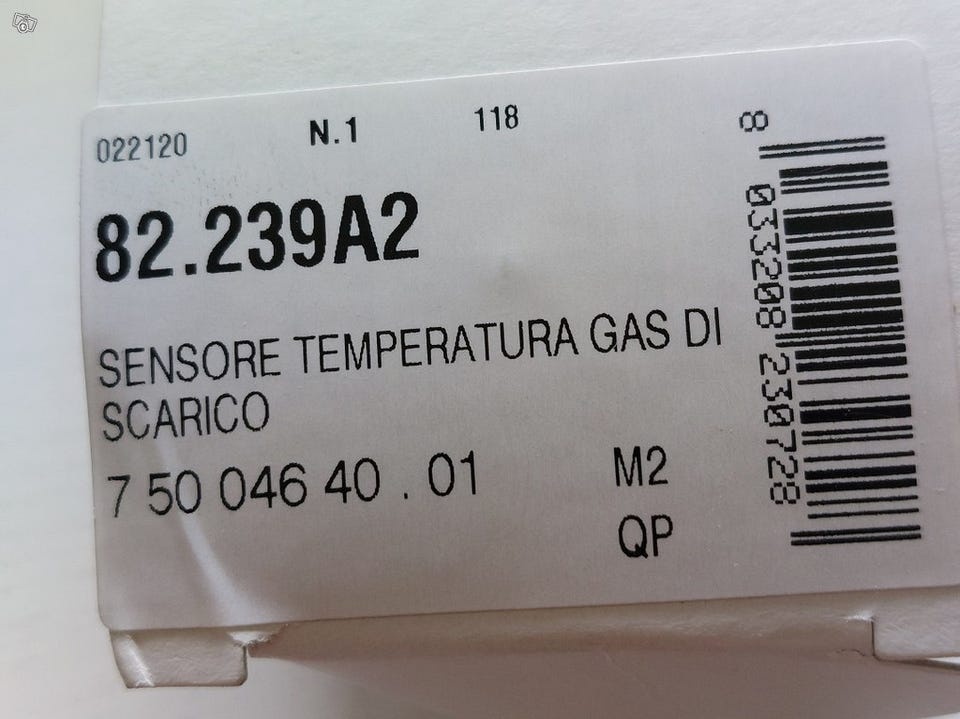 022120 N.1 118
82.239A2
SENSORE TEMPERATURA GAS DI
SCARICO
7 50 046 40 . 01 M2
QP
8 033208 230728